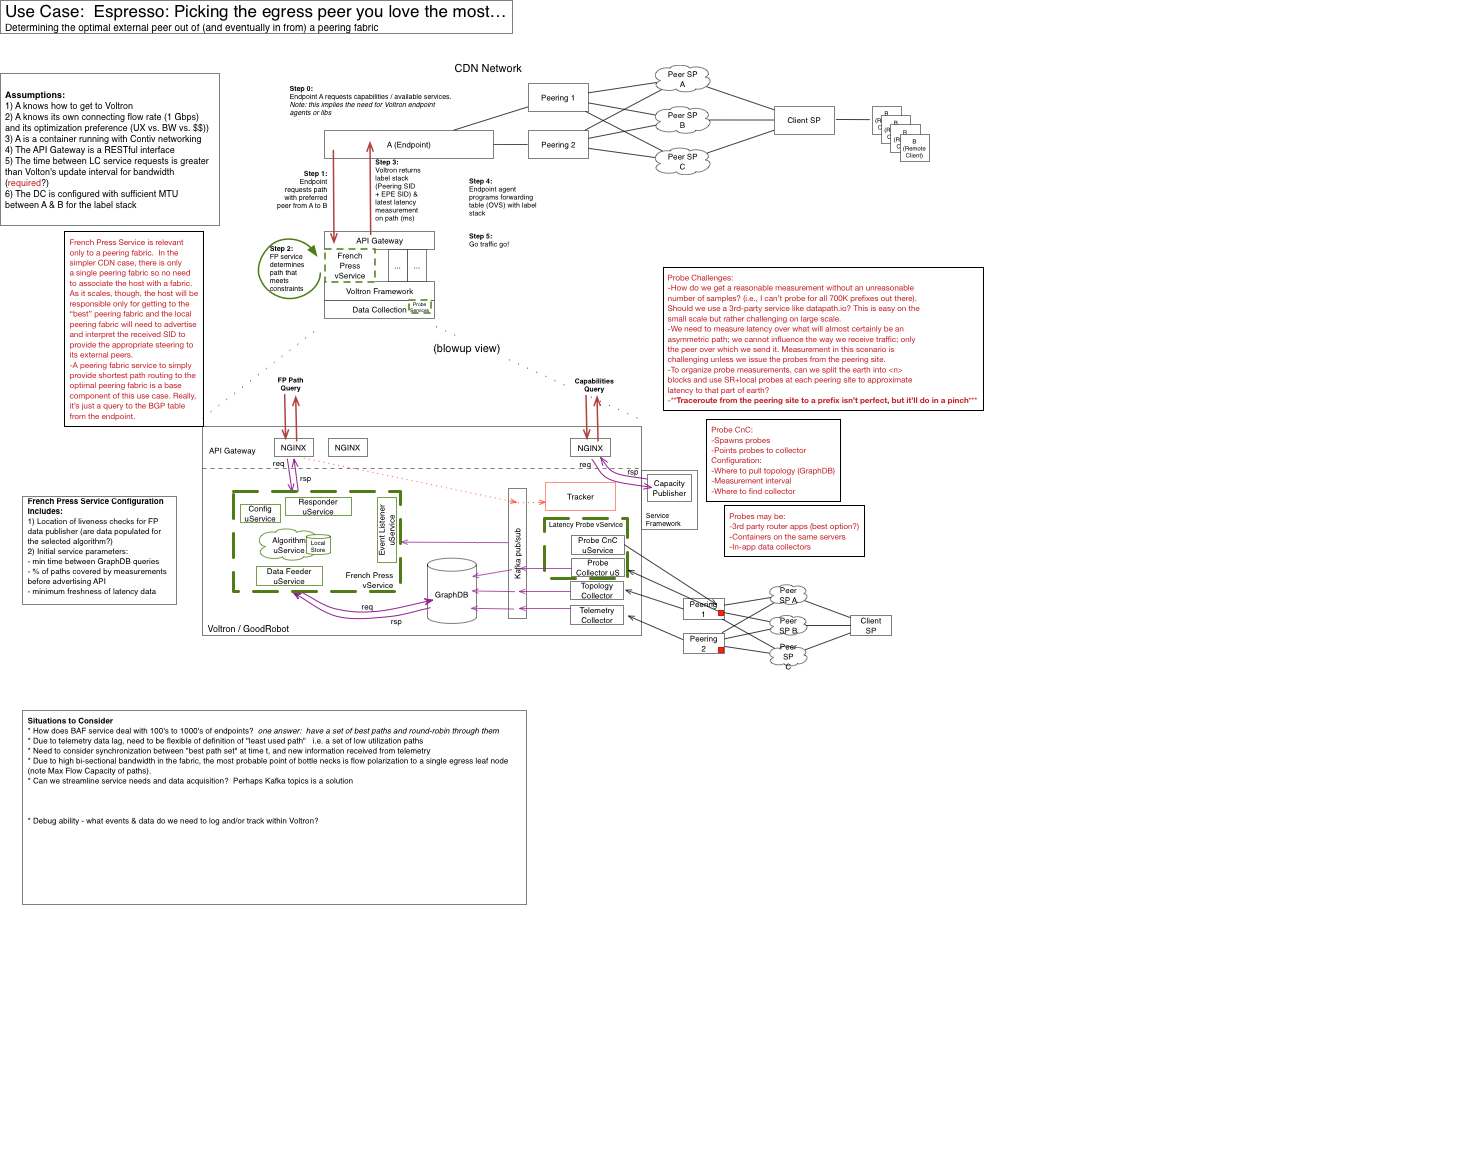 Use Case:  Espresso: Picking the egress peer you love the most…
Determining the optimal external peer out of (and eventually in from) a peering fabric
CDN Network
Assumptions:
1) A knows how to get to Voltron
2) A knows its own connecting flow rate (1 Gbps)
and its optimization preference (UX vs. BW vs. $$))
3) A is a container running with Contiv networking
4) The API Gateway is a RESTful interface
5) The time between LC service requests is greater
than Volton's update interval for bandwidth
(required?)
6) The DC is configured with sufficient MTU
between A & B for the label stack
Step 0:
Endpoint A requests capabilities / available services.
Note: this implies the need for Voltron endpoint
agents or libs
A (Endpoint)
Peering 1
Peering 2
Peer SP
A
Peer SP
B
Peer SP
C
Client SP
B
(R
C
B
(R
C
B
(R
C
B
(Remote
Client)
Step 1:
Endpoint
requests path
with preferred
peer from A to B
Step 3:
Voltron returns
label stack
(Peering SID
+ EPE SID) &
latest latency
measurement
on path (ms)
Step 4:
Endpoint agent
programs forwarding
table (OVS) with label
stack
Step 5:
Go traffic go!
Step 2:
FP service
determines
path that
meets
constraints
API Gateway
French
Press
vService
...
...
Voltron Framework
Data Collection
Probe
Services
French Press Service is relevant
only to a peering fabric.  In the
simpler CDN case, there is only
a single peering fabric so no need
to associate the host with a fabric.
As it scales, though, the host will be
responsible only for getting to the
“best” peering fabric and the local
peering fabric will need to advertise
and interpret the received SID to
provide the appropriate steering to
its external peers.
-A peering fabric service to simply
provide shortest path routing to the
optimal peering fabric is a base
component of this use case. Really,
it's just a query to the BGP table
from the endpoint.
(blowup view)
Probe Challenges:
-How do we get a reasonable measurement without an unreasonable
number of samples? (i.e., I can’t probe for all 700K prefixes out there).
Should we use a 3rd-party service like datapath.io? This is easy on the
small scale but rather challenging on large scale.
-We need to measure latency over what will almost certainly be an
asymmetric path; we cannot influence the way we receive traffic; only
the peer over which we send it. Measurement in this scenario is
challenging unless we issue the probes from the peering site.
-To organize probe measurements, can we split the earth into <n>
blocks and use SR+local probes at each peering site to approximate
latency to that part of earth?
-**Traceroute from the peering site to a prefix isn’t perfect, but it’ll do in a pinch***
Probe CnC:
-Spawns probes
-Points probes to collector
Configuration:
-Where to pull topology (GraphDB)
-Measurement interval
-Where to find collector
Probes may be:
-3rd party router apps (best option?)
-Containers on the same servers
-In-app data collectors
FP Path
Query
Capabilities
Query
API Gateway
NGINX
NGINX
NGINX
req
rsp
req
rsp
Capacity
Publisher
Service
Framework
Tracker
Config
uService
Responder
uService
Event Listener
uService
Algorithm
uService
Local
Store
Data Feeder
uService
French Press
vService
GraphDB
Kafka pub/sub
Latency Probe vService
Probe CnC
uService
Probe
Collector uS
Topology
Collector
Telemetry
Collector
req
rsp
Voltron / GoodRobot
Peering
1
Peering
2
Peer
SP A
Peer
SP B
Peer
SP
C
Client
SP
French Press Service Configuration
Includes:
1) Location of liveness checks for FP
data publisher (are data populated for
the selected algorithm?)
2) Initial service parameters:
- min time between GraphDB queries
- % of paths covered by measurements
before advertising API
- minimum freshness of latency data
Situations to Consider
* How does BAF service deal with 100's to 1000's of endpoints?  one answer:  have a set of best paths and round-robin through them
* Due to telemetry data lag, need to be flexible of definition of "least used path"   i.e. a set of low utilization paths
* Need to consider synchronization between "best path set" at time t, and new information received from telemetry
* Due to high bi-sectional bandwidth in the fabric, the most probable point of bottle necks is flow polarization to a single egress leaf node
(note Max Flow Capacity of paths).
* Can we streamline service needs and data acquisition?  Perhaps Kafka topics is a solution
* Debug ability - what events & data do we need to log and/or track within Voltron?